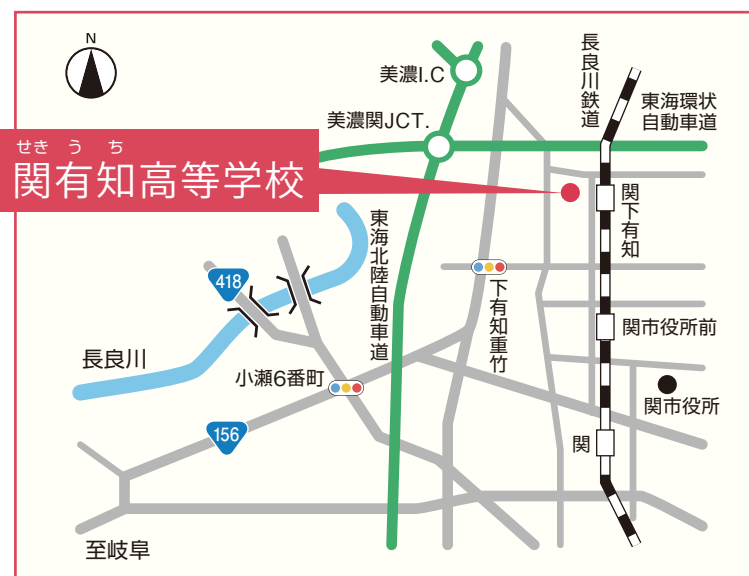 N
長良川鉄道
美濃I.C
東海環状
自動車道
美濃関JCT.
せき う ち
関有知高等学校
関下有知
東海北陸自動車道
418
下有知重竹
関市役所前
長良川
小瀬6番町
関市役所
156
関
至岐阜